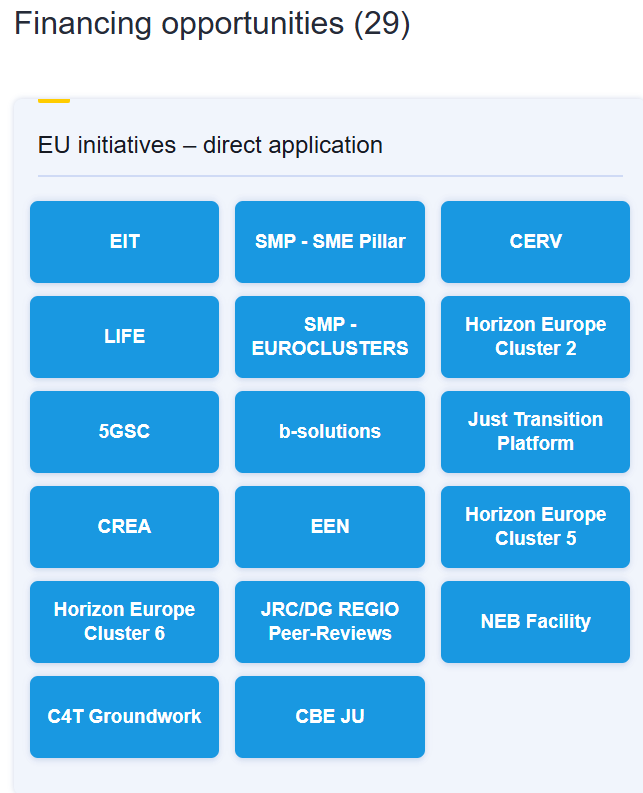 Financing opportunities (29)
EU initiatives – direct application
EIT
SMP - SME Pillar
CERV
LIFE
SMP -
EUROCLUSTERS
Horizon Europe
Cluster 2
5GSC
b-solutions
Just Transition
Platform
CREA
EEN
Horizon Europe
Cluster 5
Horizon Europe
Cluster 6
JRC/DG REGIO
Peer-Reviews
NEB Facility
C4T Groundwork
CBE JU